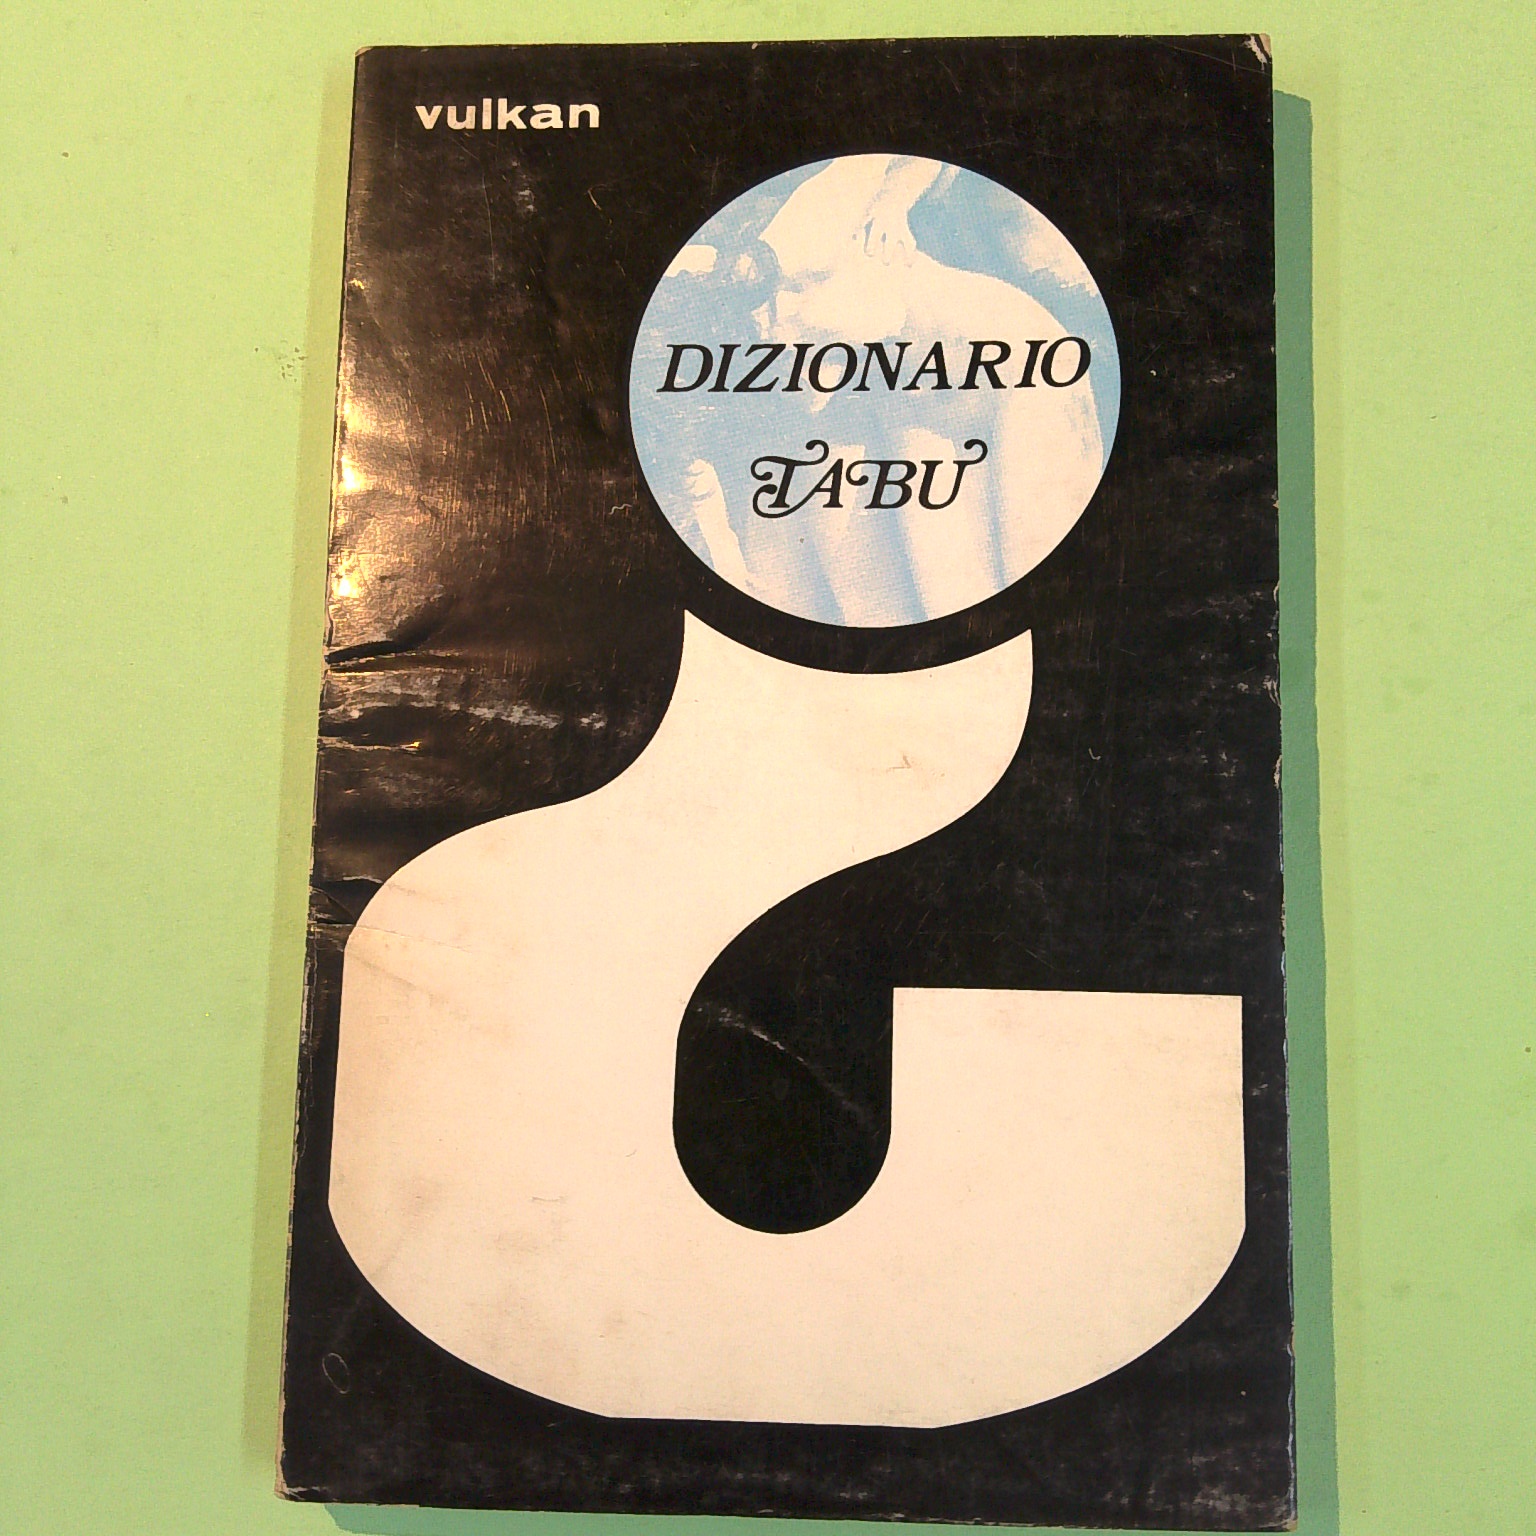 vulkan
DIZIONARIO
TABU
¿